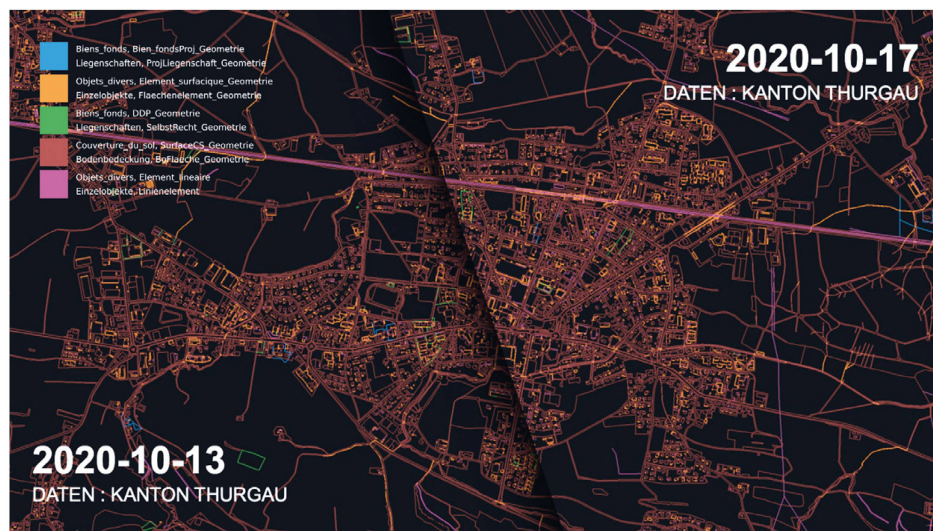 Biens_fonds, Bien_fondsProj_Geometrie
Liegenschaften, ProjLiegenschaft_Geometrie
Objets_divers, Element_surfacique_Geometrie
Einzelobjekte, Flaechenelement_Geometrie
Biens_fonds, DDP_Geometrie
Liegenschaften, SelbstRecht_Geometrie
Couverture_du_sol, SurfaceCS_Geometrie
Bodenbedeckung, BoFlaeche_Geometrie
Objets_divers, Element_lineaire
Einzelobjekte, Linienelement
2020-10-17
DATEN : KANTON THURGAU
2020-10-13
DATEN : KANTON THURGAU